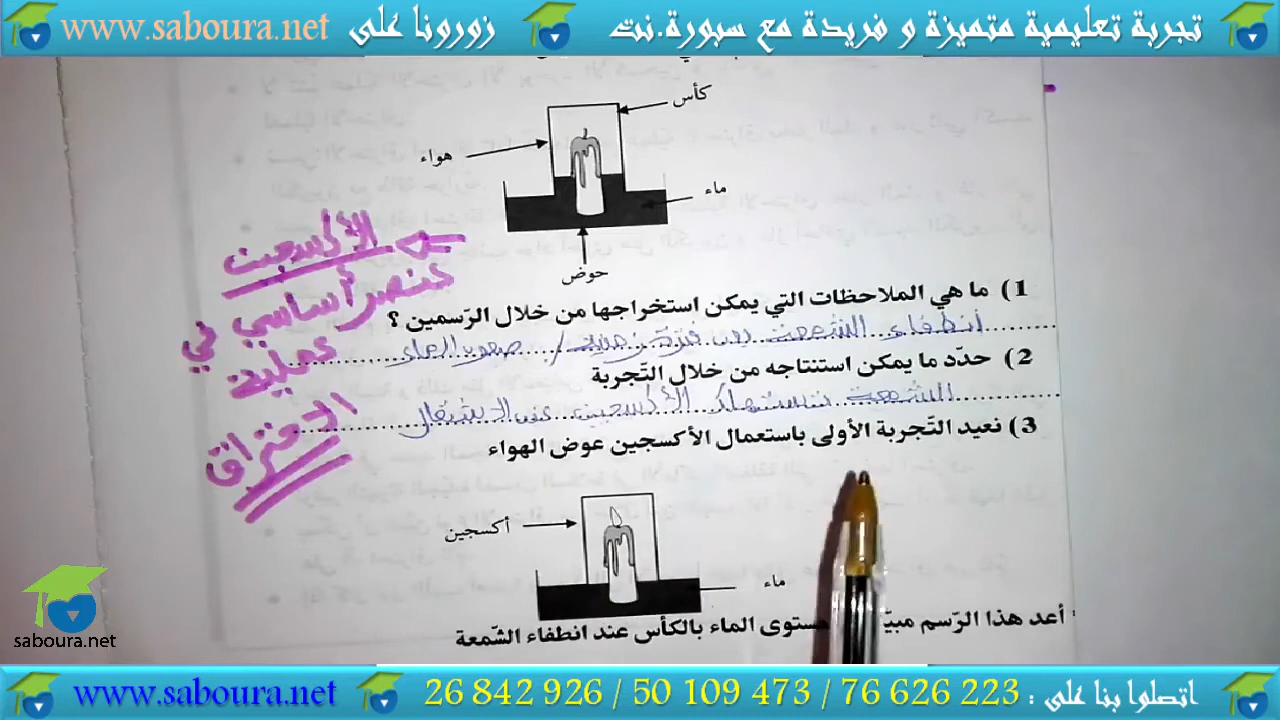 تجربة تعليمية متميزة و فريدة مع سبورة.نت زورونا على www.saboura.net
كأس
هواء
ماء
حوض
الأكسجين
عنصر أساسي في
عملية
الاحتراق
1) ما هي الملاحظات التي يمكن استخراجها من خلال الرّسمين ؟
انطفاء الشمعة بعد فترة زمنية / صعود الماء
2) حدّد ما يمكن استنتاجه من خلال التّجربة
الشمعة تستهلك الأكسجين عند الاشتعال
3) نعيد التّجربة الأولى باستعمال الأكسجين عوض الهواء
أكسجين
ماء
أعد هذا الرّسم مستوى الماء بالكأس عند انطفاء الشّمعة
saboura.net
www.saboura.net اتصلوا بنا على : 26 842 926 / 50 109 473 / 76 626 223